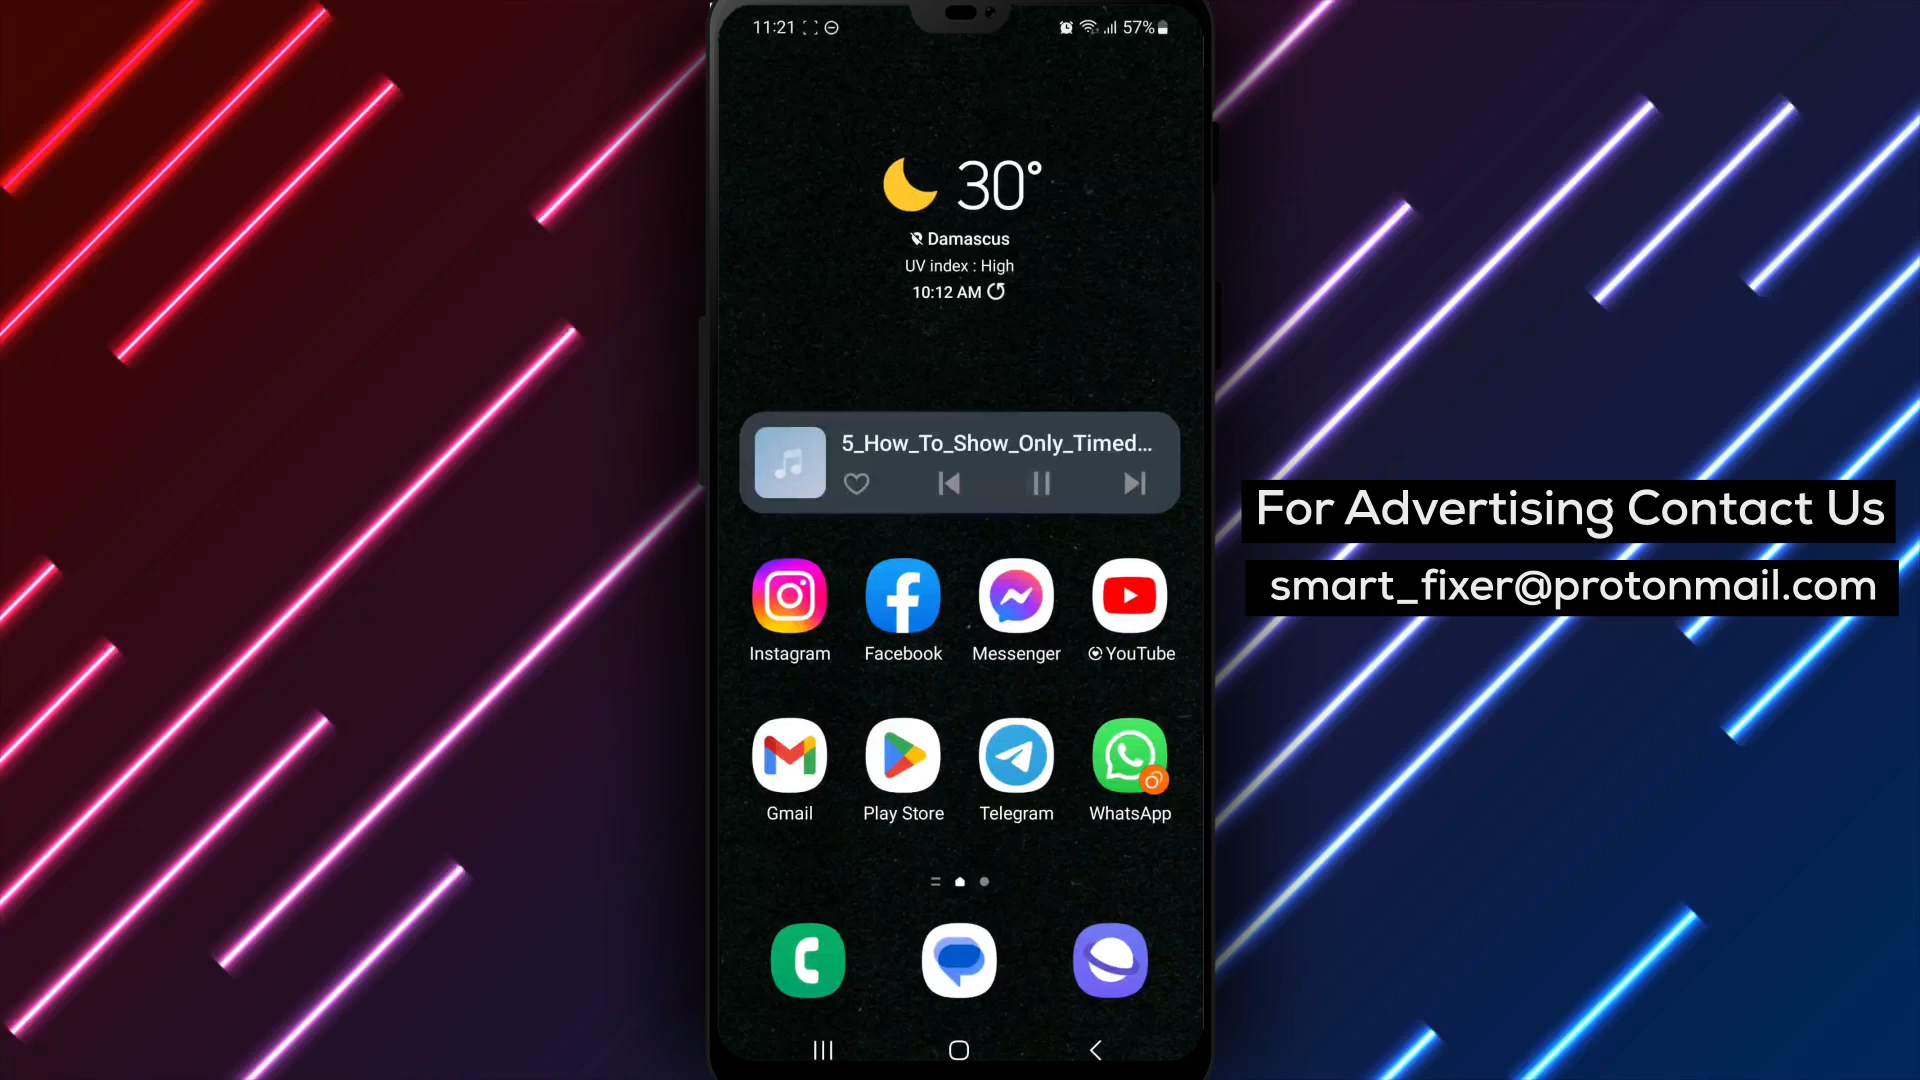 11:21
57%
30°
Damascus
UV index : High
10:12 AM
5_How_To_Show_Only_Timed...
Instagram
Facebook
Messenger
YouTube
Gmail
Play Store
Telegram
WhatsApp
For Advertising Contact Us
smart_fixer@protonmail.com